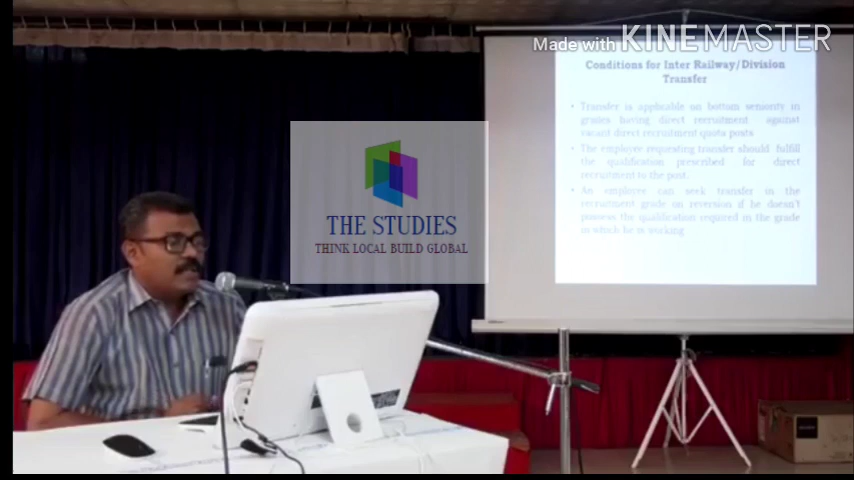 Made with KINEMASTER
Conditions for Inter Railway/Division
Transfer
• Transfer is applicable on bottom seniority in
grades having direct recruitment against
vacant direct recruitment quota posts
• The employee requesting transfer should fulfill
the qualification prescribed for direct
recruitment to the post.
• An employee can seek transfer in the
recruitment grade on reversion if he doesn't
possess the qualification required in the grade
in which he is working
THE STUDIES
THINK LOCAL BUILD GLOBAL